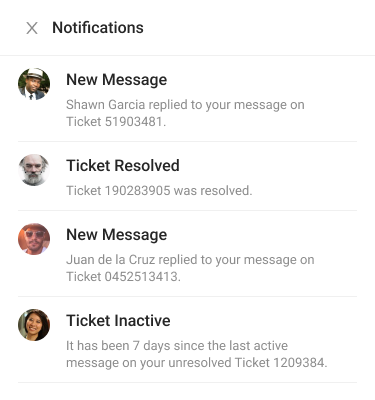 Notifications
New Message
Shawn Garcia replied to your message on
Ticket 51903481.
Ticket Resolved
Ticket 190283905 was resolved.
New Message
Juan de la Cruz replied to your message on
Ticket 0452513413.
Ticket Inactive
It has been 7 days since the last active
message on your unresolved Ticket 1209384.